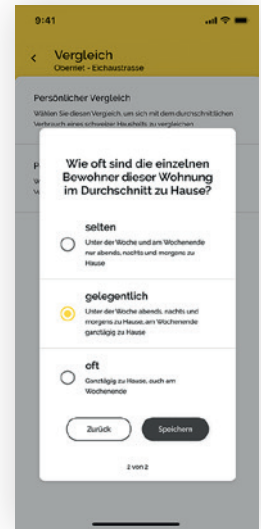 9:41
Vergleich
Obernet - Eichaustrasse
Persönlicher Vergleich
Wählen Sie diesen Vergleich, um sich mit dem durchschnittlichen
Verbrauch eines schweizer Haushalts zu vergleichen
P
Wie oft sind die einzelnen
Bewohner dieser Wohnung
im Durchschnitt zu Hause?
selten
Unter der Woche und am Wochenende
nur abends, nachts und morgens zu
Hause
gelegentlich
Unter der Woche abends, nachts und
morgens zu Hause, am Wochenende
ganztägig zu Hause
oft
Ganztägig zu Hause, auch am
Wochenende
Zurück
Speichern
2 von 2